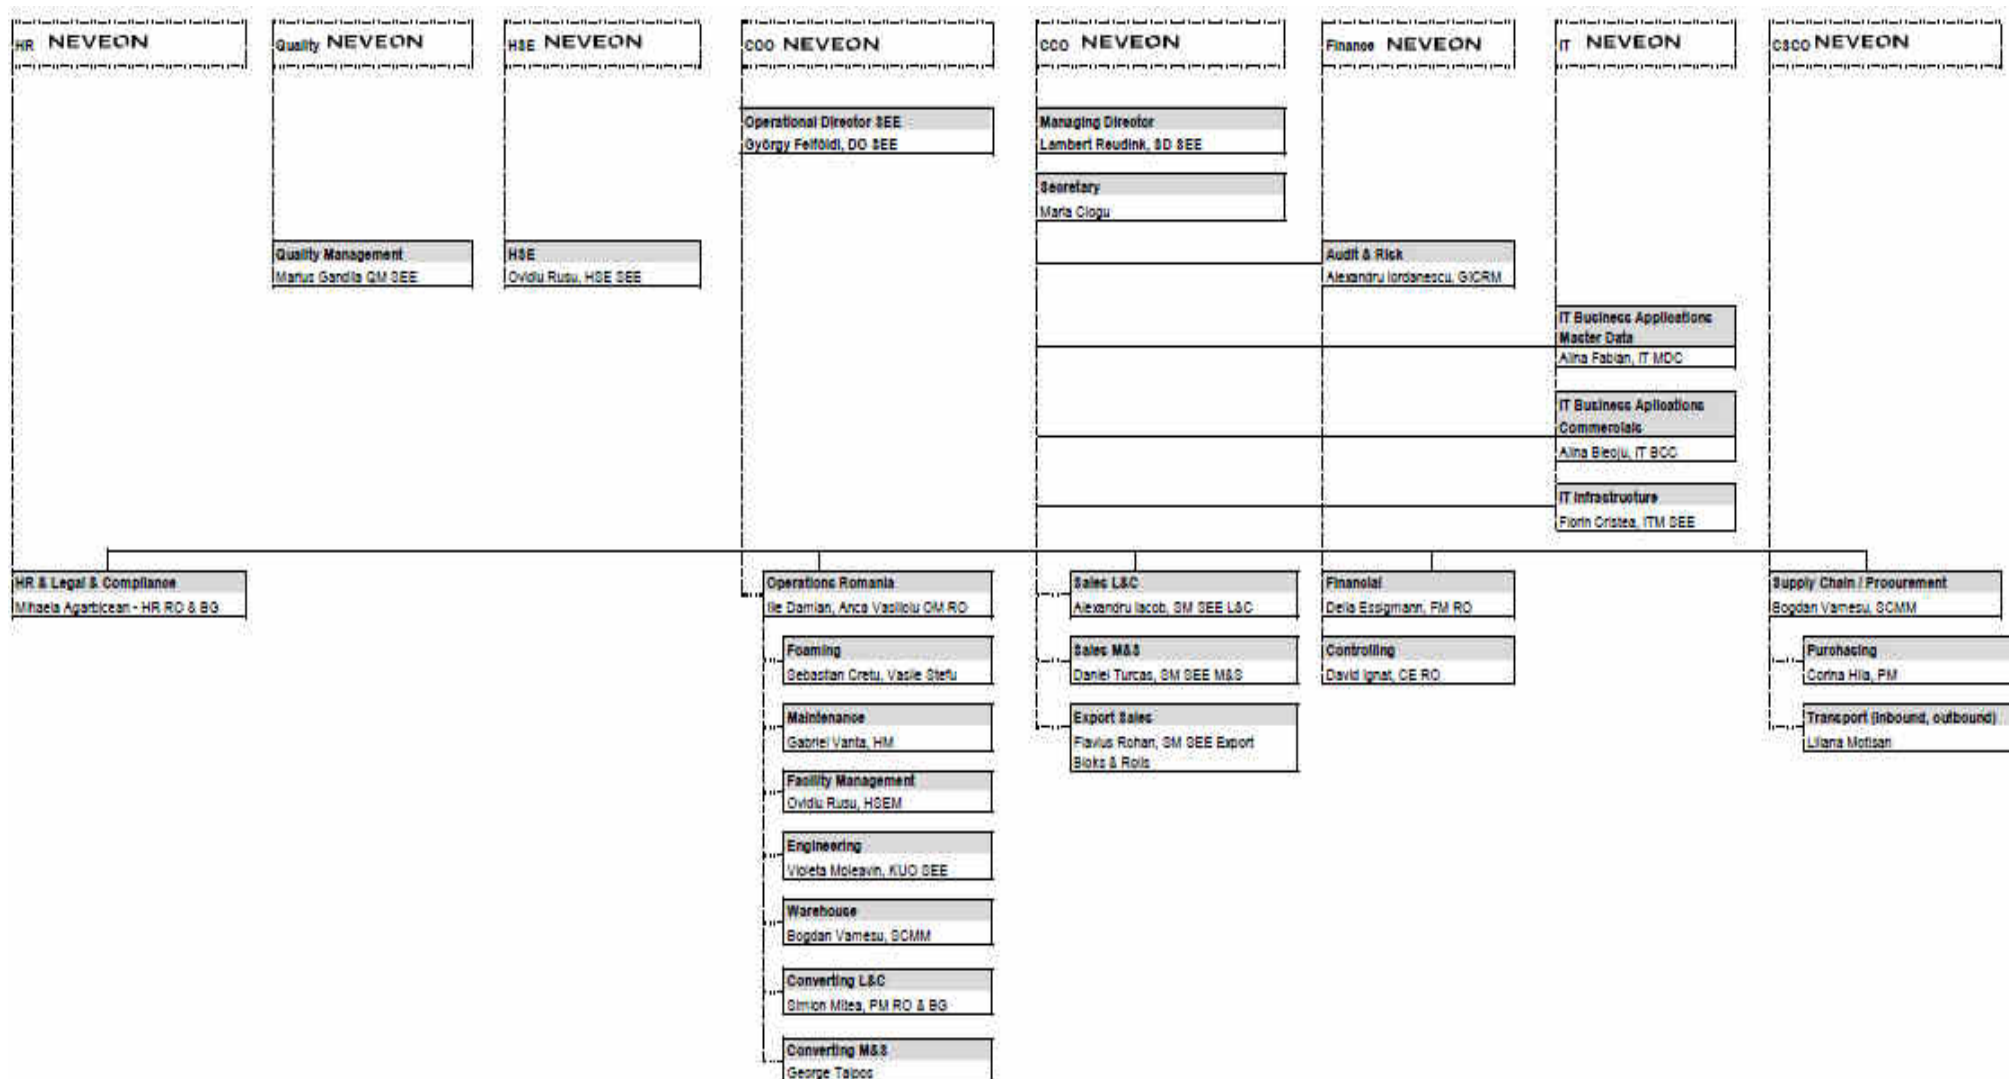 HR NEVEON
Quality NEVEON
HSE NEVEON
COO NEVEON
CCO NEVEON
Finance NEVEON
IT NEVEON
CSCO NEVEON
Operational Director SEE
György Felföldi, DO SEE
Managing Director
Lambert Reudink, SD SEE
Secretary
Maria Clogu
Quality Management
Marius Gandila QM SEE
HSE
Ovidiu Rusu, HSE SEE
Audit & Risk
Alexandru Iordanescu, GICRM
IT Business Applications
Master Data
Alina Fabian, IT MDC
IT Business Aplications
Commercials
Alina Bleoju, IT BCC
IT Infrastructure
Florin Cristea, ITM SEE
HR & Legal & Compliance
Mihaela Agarbicean - HR RO & BG
Operations Romania
Ilie Damian, Anca Vasiloiu OM RO
Foaming
Sebastian Cretu, Vasile Stefu
Maintenance
Gabriel Vanta, HM
Facility Management
Ovidiu Rusu, HSEM
Engineering
Violeta Moleavin, KUO SEE
Warehouse
Bogdan Varnesu, SCMM
Converting L&C
Simion Mitea, PM RO & BG
Converting M&S
George Talpos
Sales L&C
Alexandru Iacob, SM SEE L&C
Sales M&S
Daniel Turcas, SM SEE M&S
Export Sales
Flavius Rohan, SM SEE Export
Bloks & Rolls
Financial
Delia Essigmann, FM RO
Controlling
David Ignat, CE RO
Supply Chain / Procurement
Bogdan Varnesu, SCMM
Purchasing
Corina Hila, PM
Transport (inbound, outbound)
Liliana Motisan